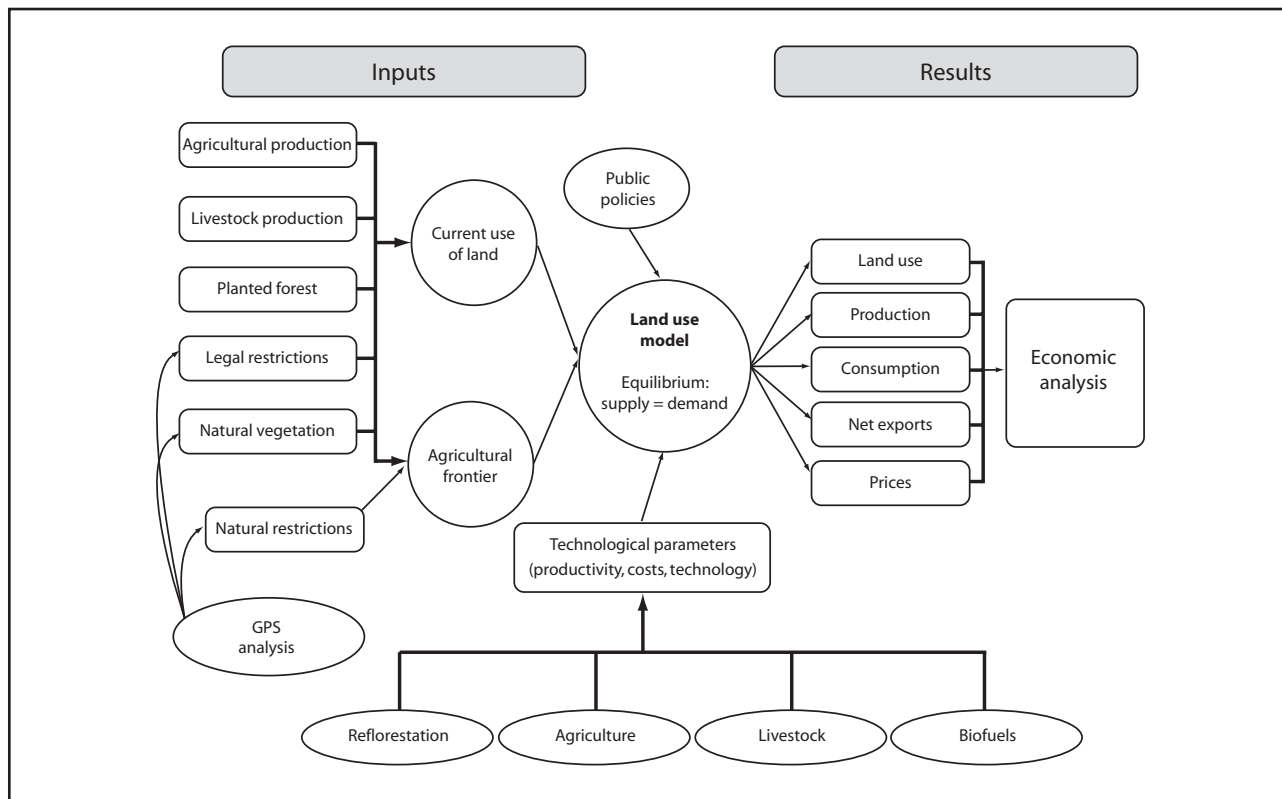 Inputs
Results
Agricultural production
Livestock production
Planted forest
Legal restrictions
Natural vegetation
Natural restrictions
GPS
analysis
Current use
of land
Agricultural
frontier
Public
policies
Land use
model
Equilibrium:
supply = demand
Technological parameters
(productivity, costs, technology)
Reflorestation
Agriculture
Livestock
Biofuels
Land use
Production
Consumption
Net exports
Prices
Economic
analysis